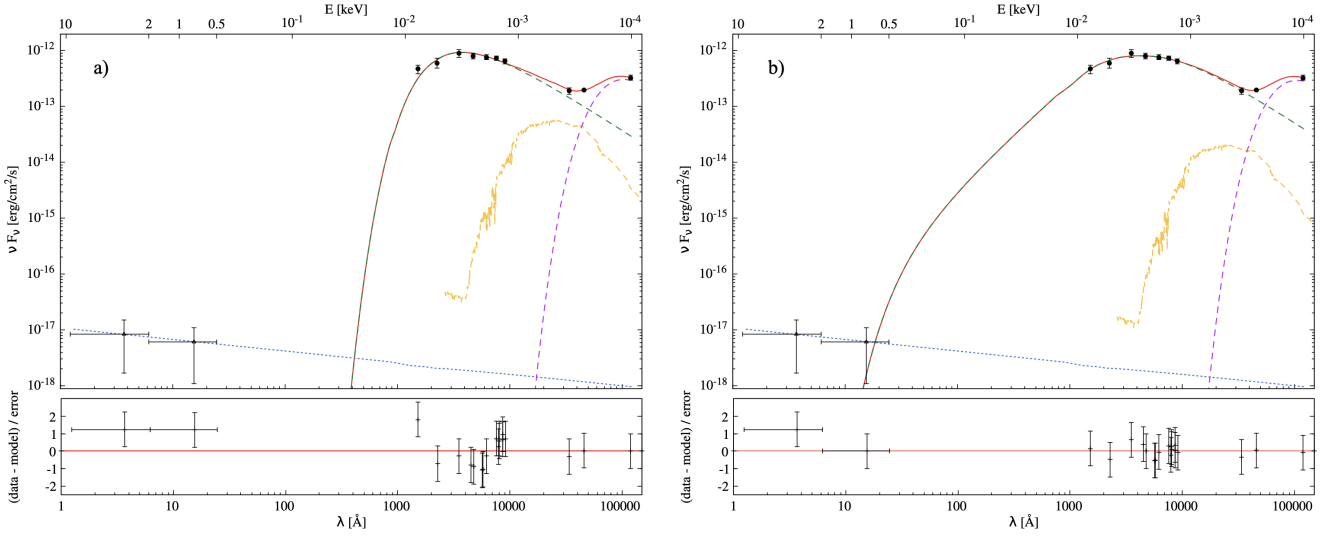 E [keV]
10 2 1 0.5 10⁻¹ 10⁻² 10⁻³ 10⁻⁴
a)
ν Fν [erg/cm²/s]
10⁻¹²
10⁻¹³
10⁻¹⁴
10⁻¹⁵
10⁻¹⁶
10⁻¹⁷
10⁻¹⁸
(data - model) / error
2
1
0
-1
-2
1 10 100 1000 10000 100000
λ [Å]
E [keV]
10 2 1 0.5 10⁻¹ 10⁻² 10⁻³ 10⁻⁴
b)
ν Fν [erg/cm²/s]
10⁻¹²
10⁻¹³
10⁻¹⁴
10⁻¹⁵
10⁻¹⁶
10⁻¹⁷
10⁻¹⁸
(data - model) / error
2
1
0
-1
-2
1 10 100 1000 10000 100000
λ [Å]